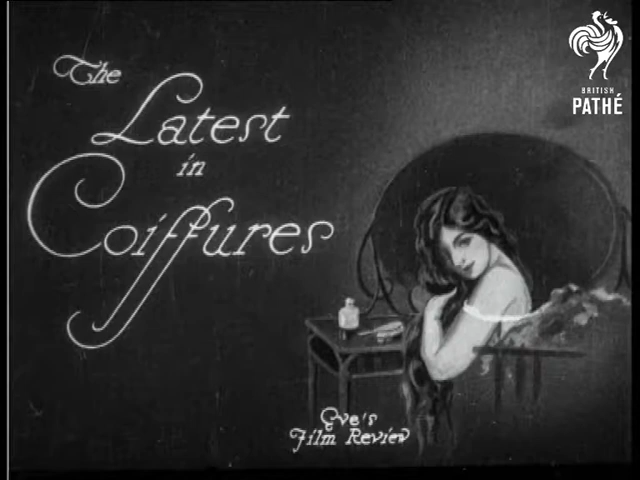 The
Latest
in
Coiffures
Eve's
Film Review
BRITISH
PATHÉ